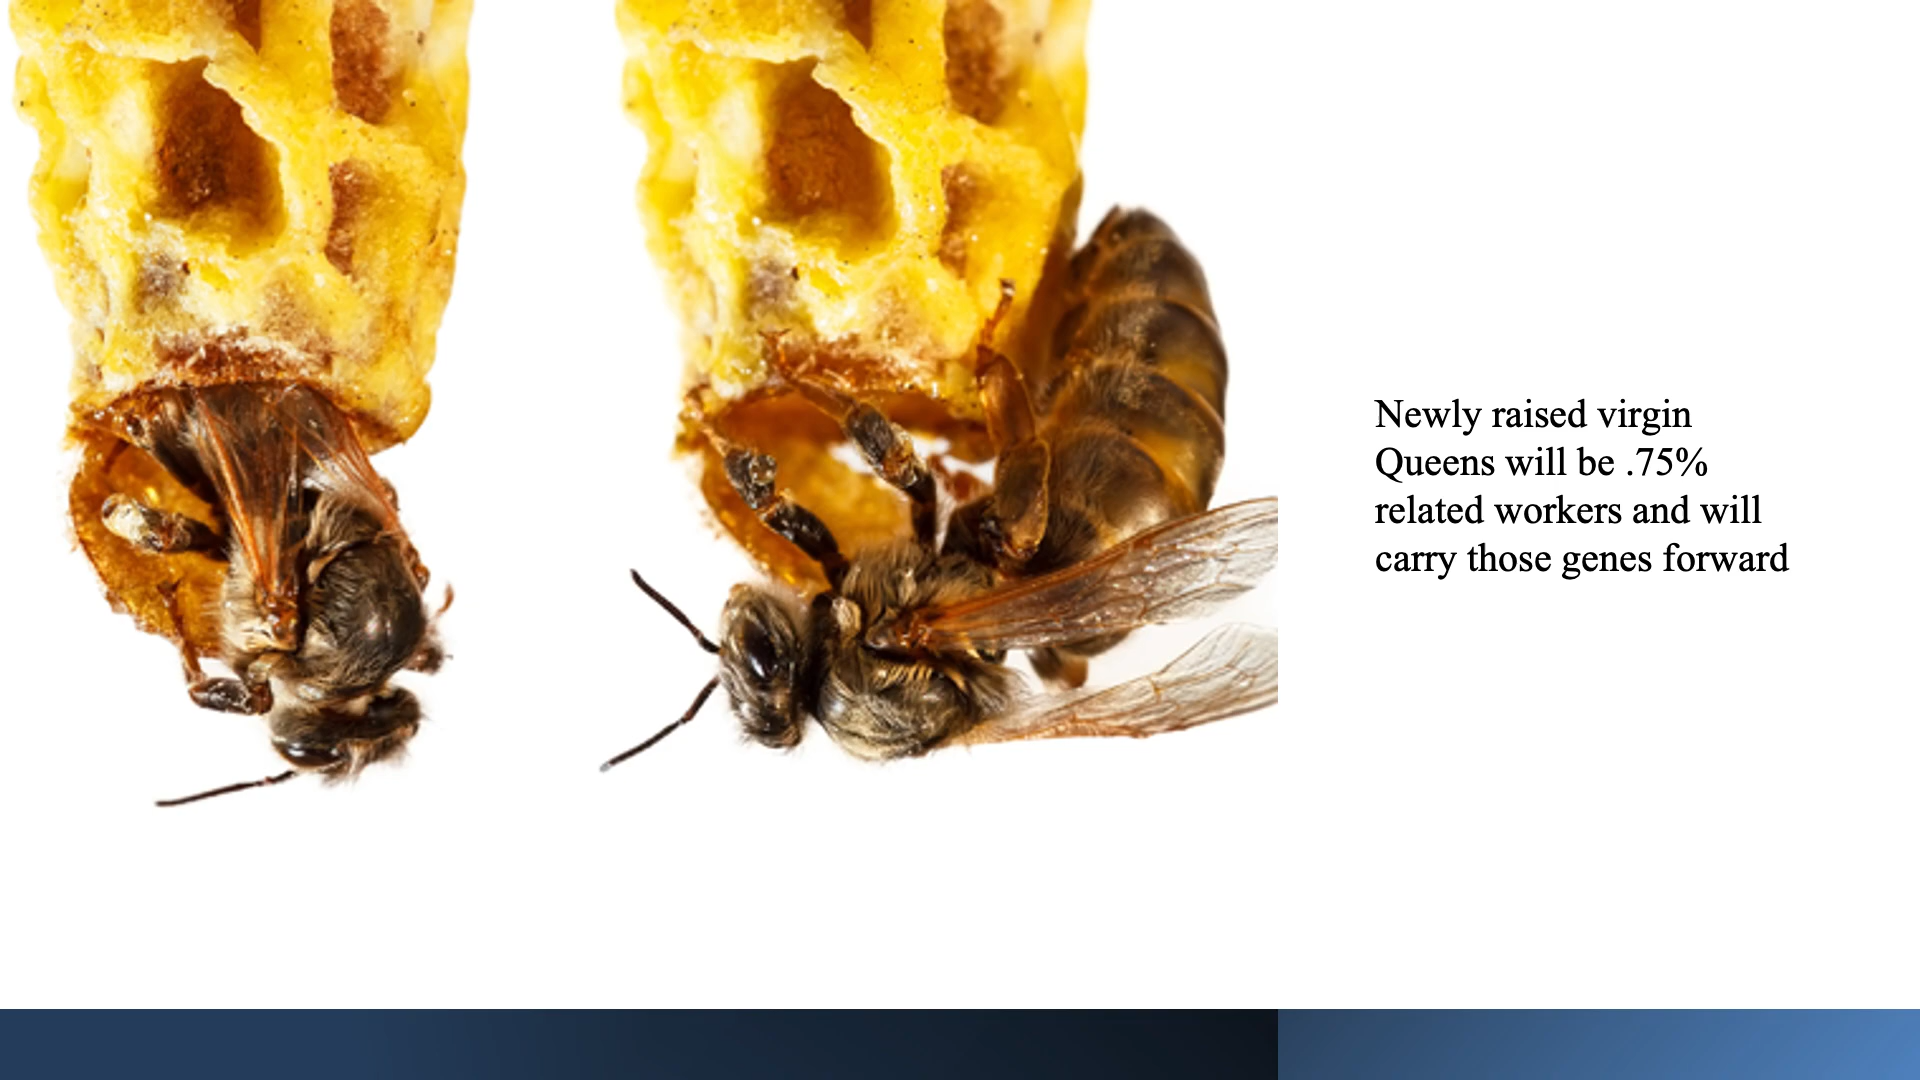 Newly raised virgin
Queens will be .75%
related workers and will
carry those genes forward